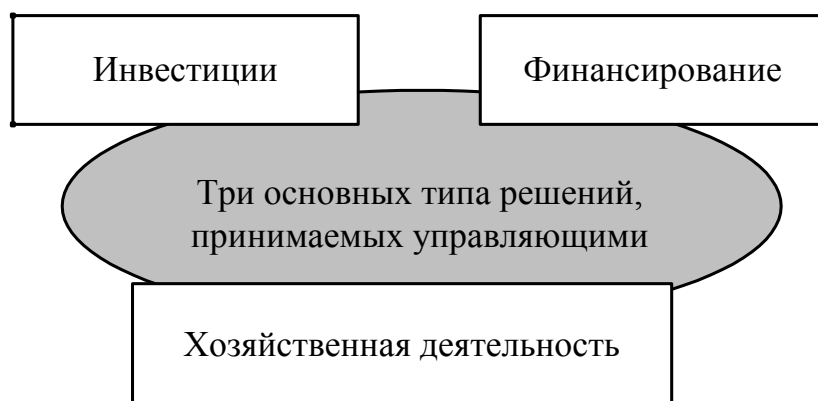 Инвестиции
Финансирование
Три основных типа решений,
принимаемых управляющими
Хозяйственная деятельность